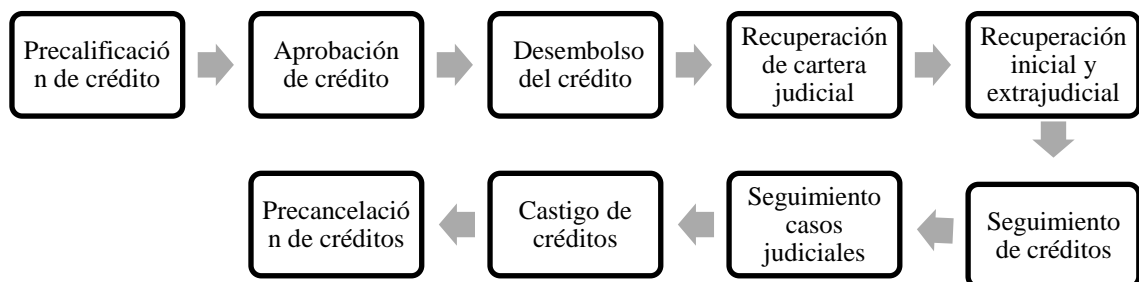 Precalificació
n de crédito
Aprobación
de crédito
Desembolso
del crédito
Recuperación
de cartera
judicial
Recuperación
inicial y
extrajudicial
Seguimiento
de créditos
Seguimiento
casos
judiciales
Castigo de
créditos
Precancelació
n de créditos